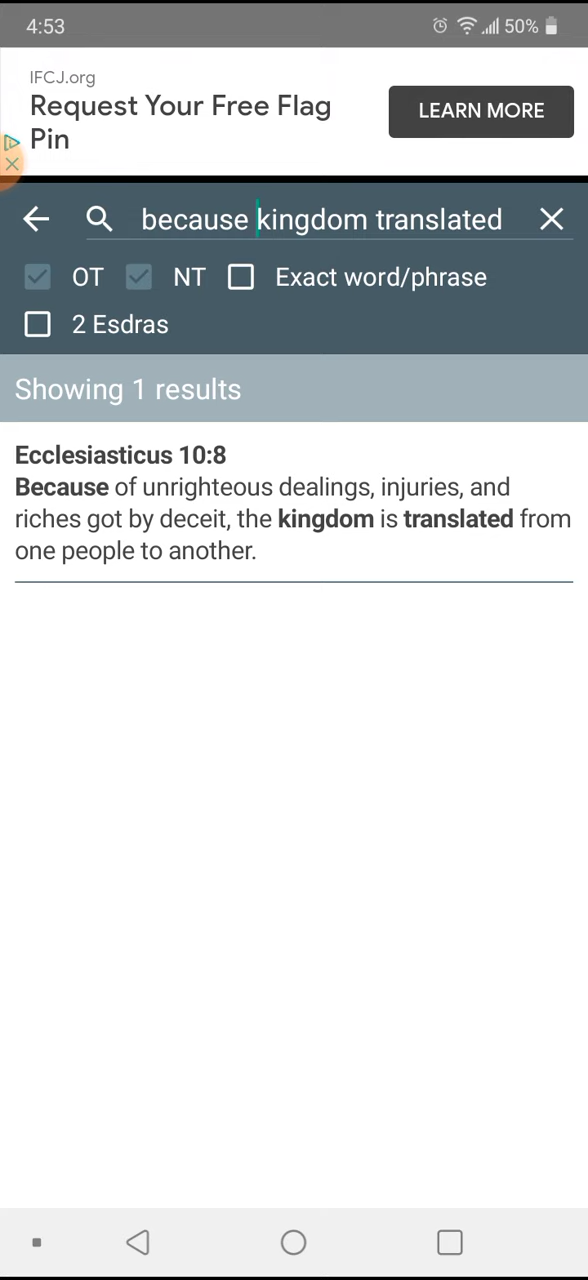 4:53
50%
IFCJ.org
Request Your Free Flag
Pin
LEARN MORE
because kingdom translated
OT NT Exact word/phrase
2 Esdras
Showing 1 results
Ecclesiasticus 10:8
Because of unrighteous dealings, injuries, and
riches got by deceit, the kingdom is translated from
one people to another.